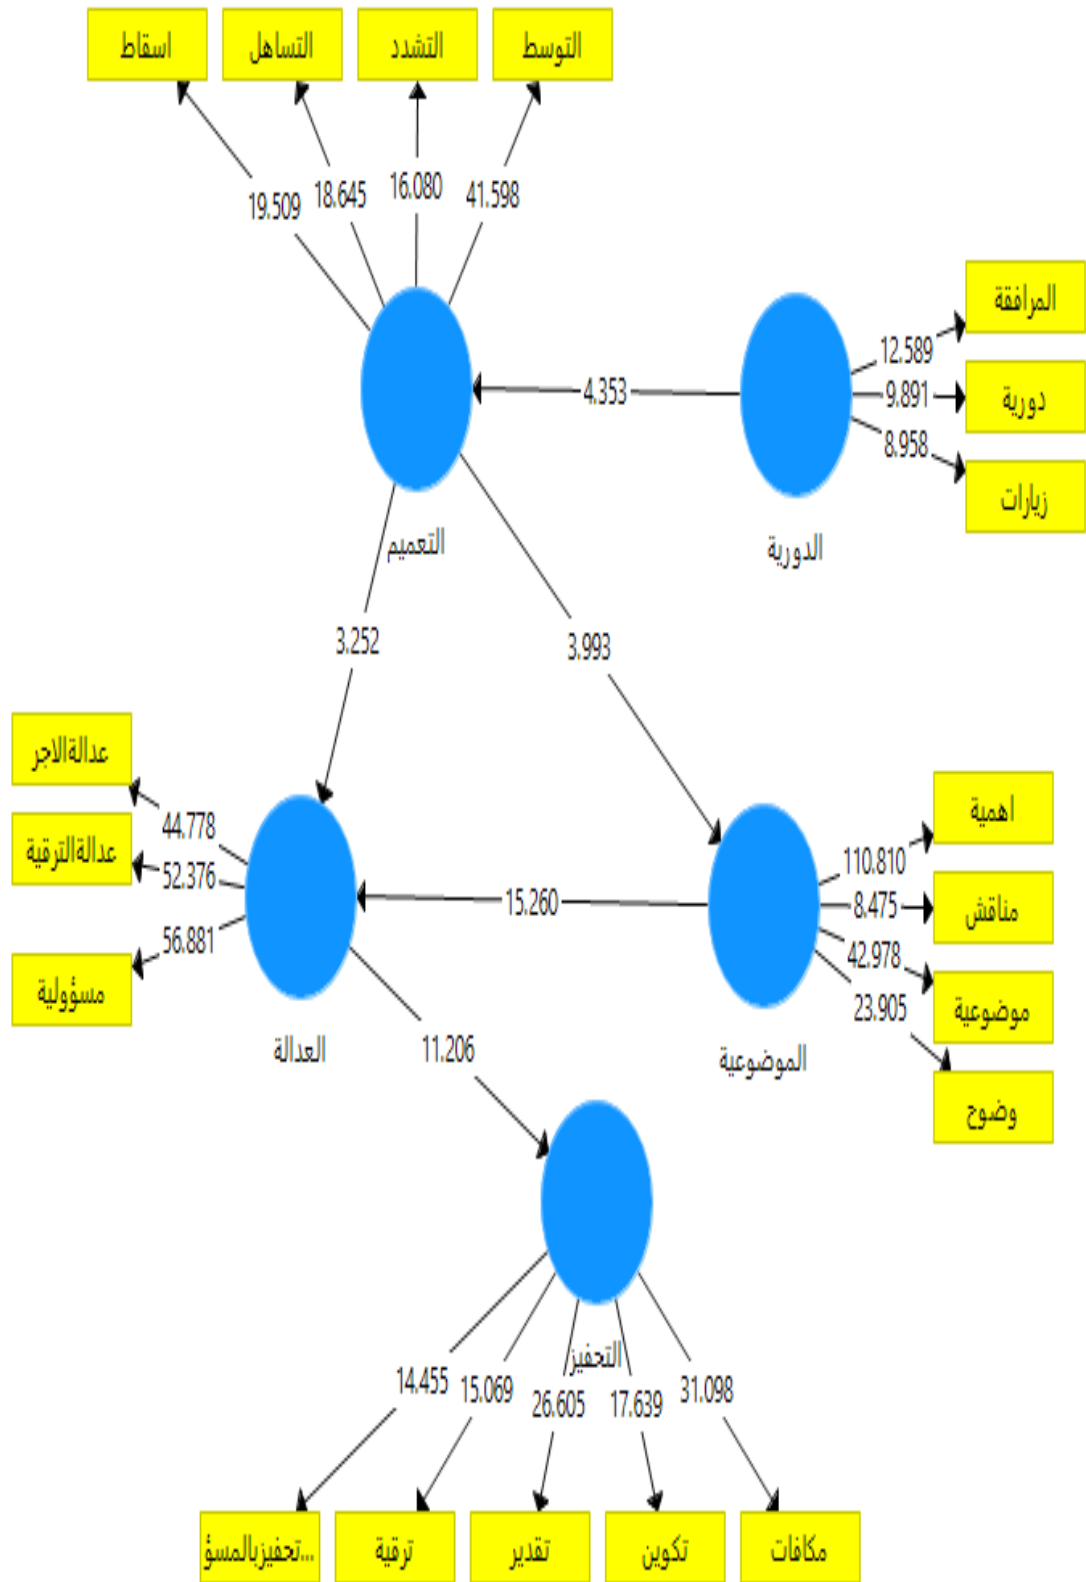 اسقاط
التساهل
التشدد
التوسط
19.509
18.645
16.080
41.598
المرافقة
12.589
4.353
9.891
دورية
8.958
زيارات
التعميم
الدورية
3.252
3.993
عدالةالاجر
44.778
عدالةالترقية
52.376
56.881
مسؤولية
15.260
اهمية
110.810
8.475
مناقش
42.978
موضوعية
23.905
وضوح
العدالة
الموضوعية
11.206
التحفيز
14.455
15.069
26.605
17.639
31.098
تحفيزبالمسؤ...
ترقية
تقدير
تكوين
مكافات